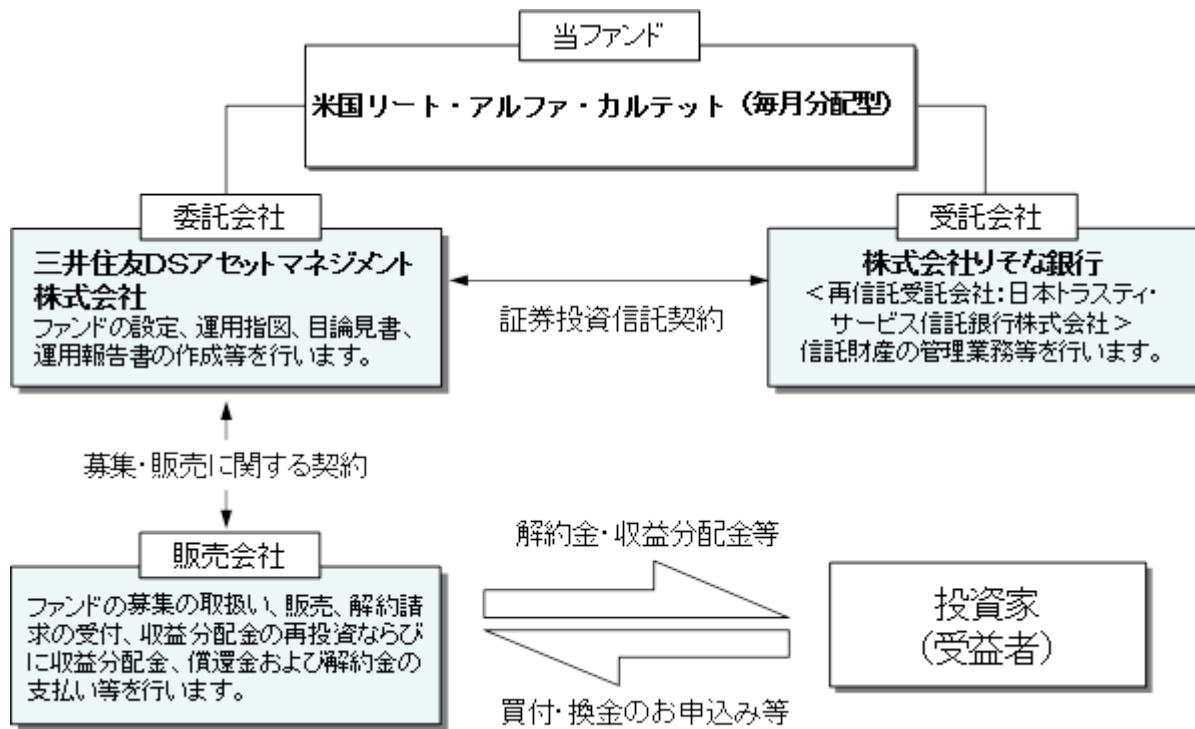 当ファンド
米国リート・アルファ・カルテット（毎月分配型）
委託会社
三井住友DSアセットマネジメント
株式会社
ファンドの設定、運用指図、目論見書、
運用報告書の作成等を行います。
証券投資信託契約
受託会社
株式会社りそな銀行
＜再信託受託会社：日本トラスティ・
サービス信託銀行株式会社＞
信託財産の管理業務等を行います。
募集・販売に関する契約
販売会社
ファンドの募集の取扱い、販売、解約請
求の受付、収益分配金の再投資ならび
に収益分配金、償還金および解約金の
支払い等を行います。
解約金・収益分配金等
買付・換金のお申込み等
投資家
（受益者）